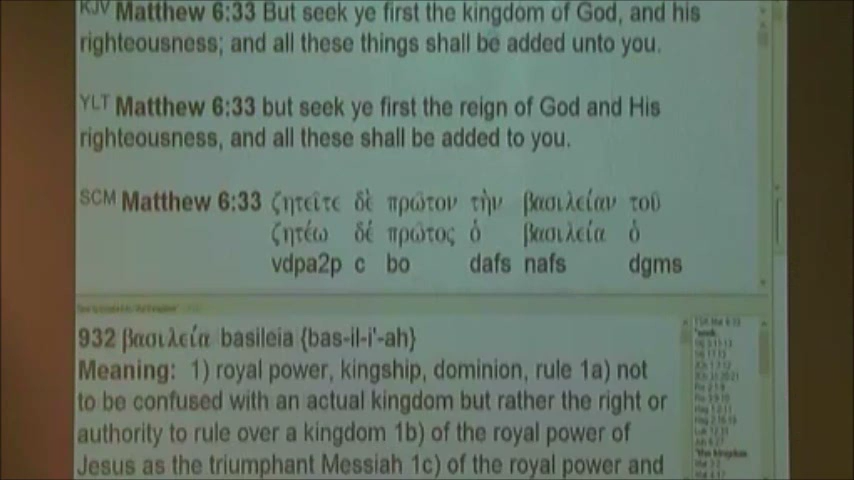 KJV Matthew 6:33 But seek ye first the kingdom of God, and his
righteousness; and all these things shall be added unto you.
YLT Matthew 6:33 but seek ye first the reign of God and His
righteousness, and all these shall be added to you.
SCM Matthew 6:33 ζητεῖτε δὲ πρῶτον τὴν βασιλείαν τοῦ
ζητέω δέ πρῶτος ὁ βασιλεία ὁ
vdpa2p c bo dafs nafs dgms
932 βασιλεία basileia {bas-il-i'-ah}
Meaning: 1) royal power, kingship, dominion, rule 1a) not
to be confused with an actual kingdom but rather the right or
authority to rule over a kingdom 1b) of the royal power of
Jesus as the triumphant Messiah 1c) of the royal power and